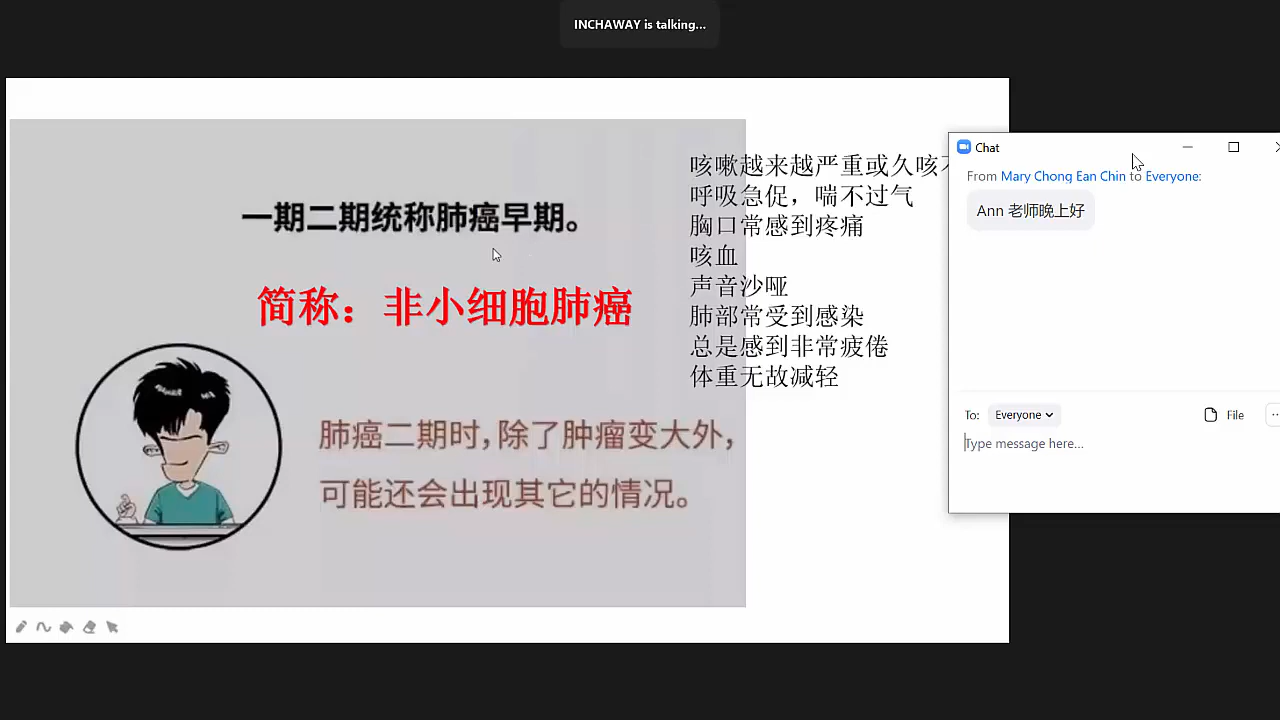 INCHAWAY is talking...
一期二期统称肺癌早期。
简称：非小细胞肺癌
肺癌二期时，除了肿瘤变大外，
可能还会出现其它的情况。
咳嗽越来越严重或久咳
呼吸急促，喘不过气
胸口常感到疼痛
咳血
声音沙哑
肺部常受到感染
总是感到非常疲倦
体重无故减轻
Chat
From Mary Chong Ean Chin to Everyone:
Ann 老师晚上好
To: Everyone
File
Type message here...